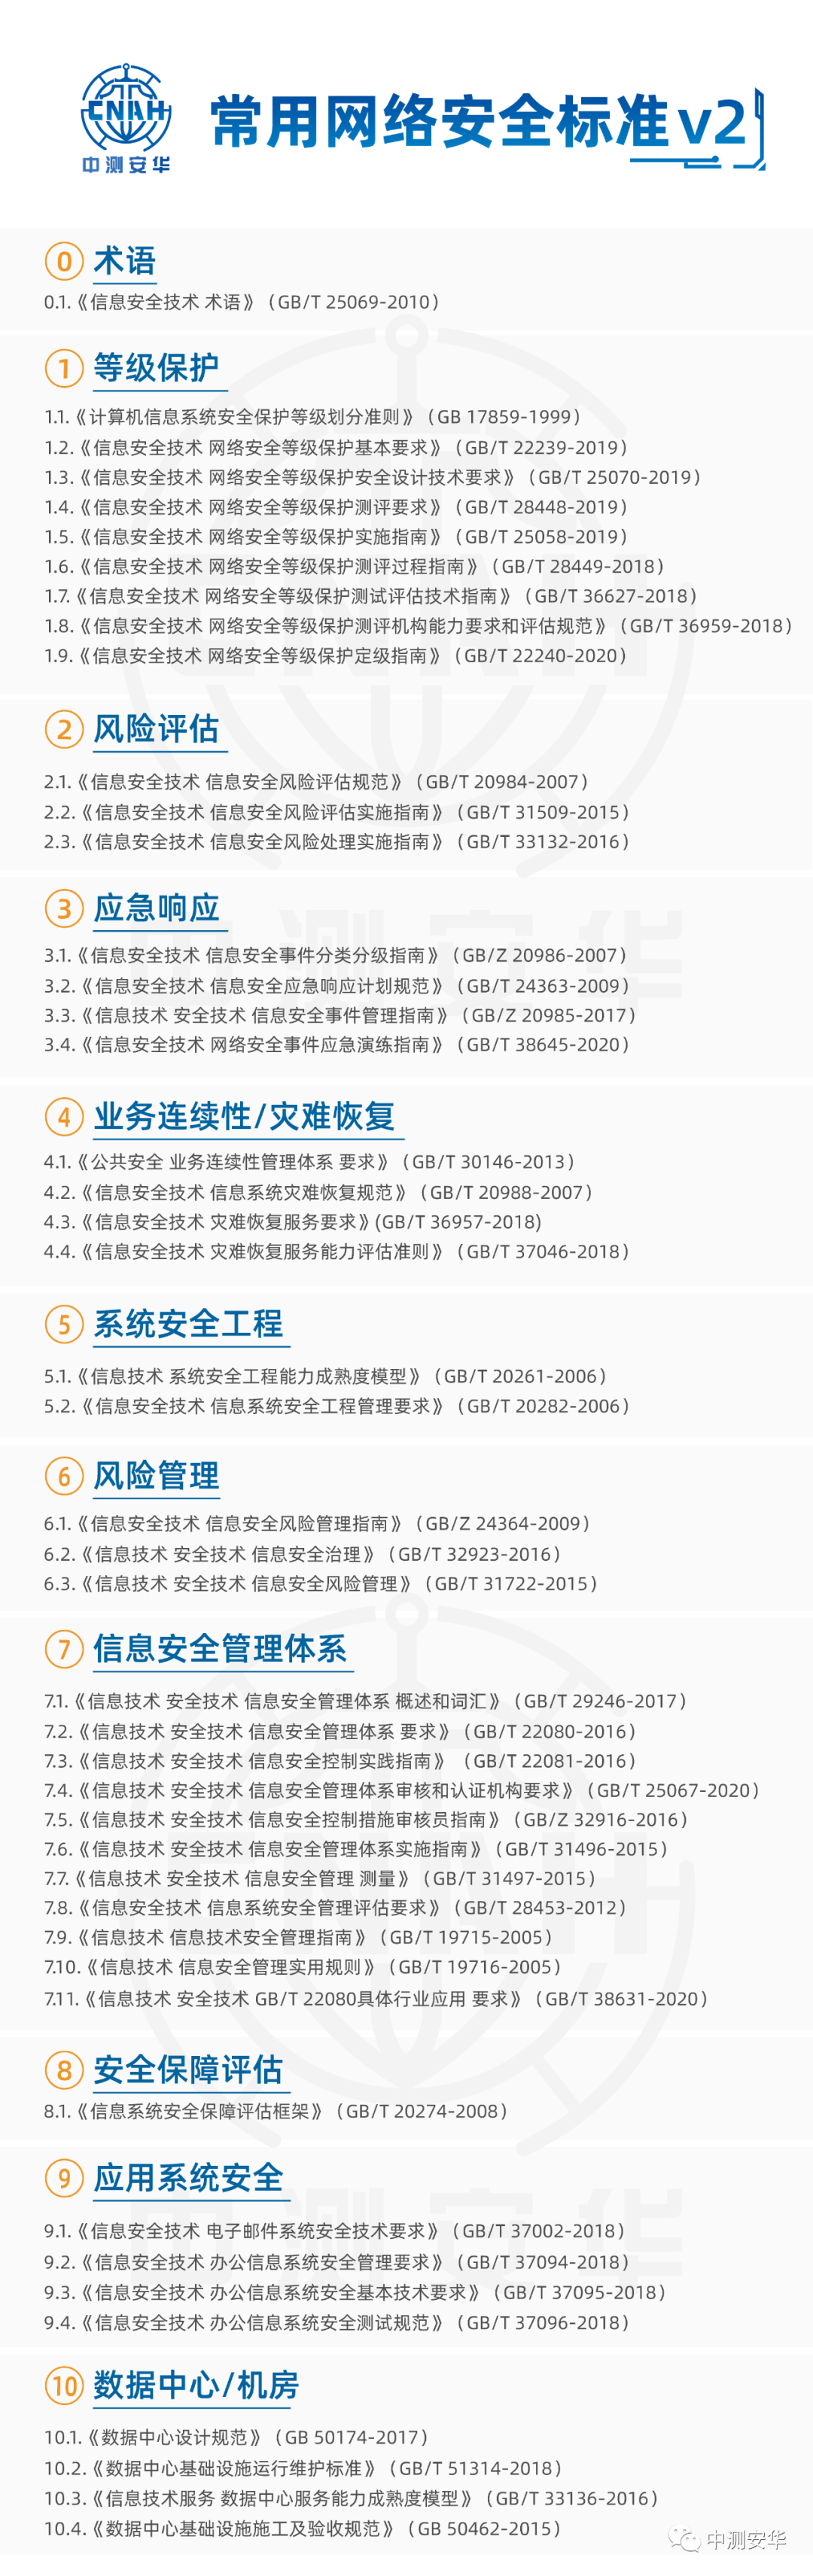 CNAH
中测安华
常用网络安全标准v2
0 术语
0.1.《信息安全技术 术语》（GB/T 25069-2010）
1 等级保护
1.1.《计算机信息系统安全保护等级划分准则》（GB 17859-1999）
1.2.《信息安全技术 网络安全等级保护基本要求》（GB/T 22239-2019）
1.3.《信息安全技术 网络安全等级保护安全设计技术要求》（GB/T 25070-2019）
1.4.《信息安全技术 网络安全等级保护测评要求》（GB/T 28448-2019）
1.5.《信息安全技术 网络安全等级保护实施指南》（GB/T 25058-2019）
1.6.《信息安全技术 网络安全等级保护测评过程指南》（GB/T 28449-2018）
1.7.《信息安全技术 网络安全等级保护测试评估技术指南》（GB/T 36627-2018）
1.8.《信息安全技术 网络安全等级保护测评机构能力要求和评估规范》（GB/T 36959-2018）
1.9.《信息安全技术 网络安全等级保护定级指南》（GB/T 22240-2020）
2 风险评估
2.1.《信息安全技术 信息安全风险评估规范》（GB/T 20984-2007）
2.2.《信息安全技术 信息安全风险评估实施指南》（GB/T 31509-2015）
2.3.《信息安全技术 信息安全风险处理实施指南》（GB/T 33132-2016）
3 应急响应
3.1.《信息安全技术 信息安全事件分类分级指南》（GB/Z 20986-2007）
3.2.《信息安全技术 信息安全应急响应计划规范》（GB/T 24363-2009）
3.3.《信息技术 安全技术 信息安全事件管理指南》（GB/Z 20985-2017）
3.4.《信息安全技术 网络安全事件应急演练指南》（GB/T 38645-2020）
4 业务连续性/灾难恢复
4.1.《公共安全 业务连续性管理体系 要求》（GB/T 30146-2013）
4.2.《信息安全技术 信息系统灾难恢复规范》（GB/T 20988-2007）
4.3.《信息安全技术 灾难恢复服务要求》(GB/T 36957-2018)
4.4.《信息安全技术 灾难恢复服务能力评估准则》（GB/T 37046-2018）
5 系统安全工程
5.1.《信息技术 系统安全工程能力成熟度模型》（GB/T 20261-2006）
5.2.《信息安全技术 信息系统安全工程管理要求》（GB/T 20282-2006）
6 风险管理
6.1.《信息安全技术 信息安全风险管理指南》（GB/Z 24364-2009）
6.2.《信息技术 安全技术 信息安全治理》（GB/T 32923-2016）
6.3.《信息技术 安全技术 信息安全风险管理》（GB/T 31722-2015）
7 信息安全管理体系
7.1.《信息技术 安全技术 信息安全管理体系 概述和词汇》（GB/T 29246-2017）
7.2.《信息技术 安全技术 信息安全管理体系 要求》（GB/T 22080-2016）
7.3.《信息技术 安全技术 信息安全控制实践指南》（GB/T 22081-2016）
7.4.《信息技术 安全技术 信息安全管理体系审核和认证机构要求》（GB/T 25067-2020）
7.5.《信息技术 安全技术 信息安全控制措施审核员指南》（GB/Z 32916-2016）
7.6.《信息技术 安全技术 信息安全管理体系实施指南》（GB/T 31496-2015）
7.7.《信息技术 安全技术 信息安全管理 测量》（GB/T 31497-2015）
7.8.《信息安全技术 信息系统安全管理评估要求》（GB/T 28453-2012）
7.9.《信息技术 信息技术安全管理指南》（GB/T 19715-2005）
7.10.《信息技术 信息安全管理实用规则》（GB/T 19716-2005）
7.11.《信息技术 安全技术 GB/T 22080具体行业应用 要求》（GB/T 38631-2020）
8 安全保障评估
8.1.《信息系统安全保障评估框架》（GB/T 20274-2008）
9 应用系统安全
9.1.《信息安全技术 电子邮件系统安全技术要求》（GB/T 37002-2018）
9.2.《信息安全技术 办公信息系统安全管理要求》（GB/T 37094-2018）
9.3.《信息安全技术 办公信息系统安全基本技术要求》（GB/T 37095-2018）
9.4.《信息安全技术 办公信息系统安全测试规范》（GB/T 37096-2018）
10 数据中心/机房
10.1.《数据中心设计规范》（GB 50174-2017）
10.2.《数据中心基础设施运行维护标准》（GB/T 51314-2018）
10.3.《信息技术服务 数据中心服务能力成熟度模型》（GB/T 33136-2016）
10.4.《数据中心基础设施施工及验收规范》（GB 50462-2015）
中测安华